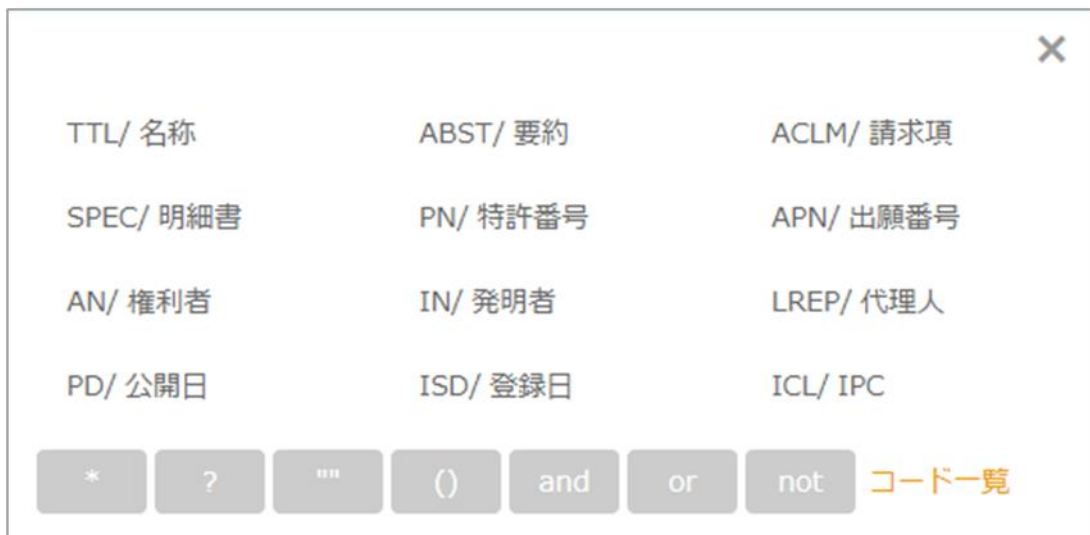 ×
TTL/ 名称 ABST/ 要約 ACLM/ 請求項
SPEC/ 明細書 PN/ 特許番号 APN/ 出願番号
AN/ 権利者 IN/ 発明者 LREP/ 代理人
PD/ 公開日 ISD/ 登録日 ICL/ IPC
* ? "" () and or not コード一覧